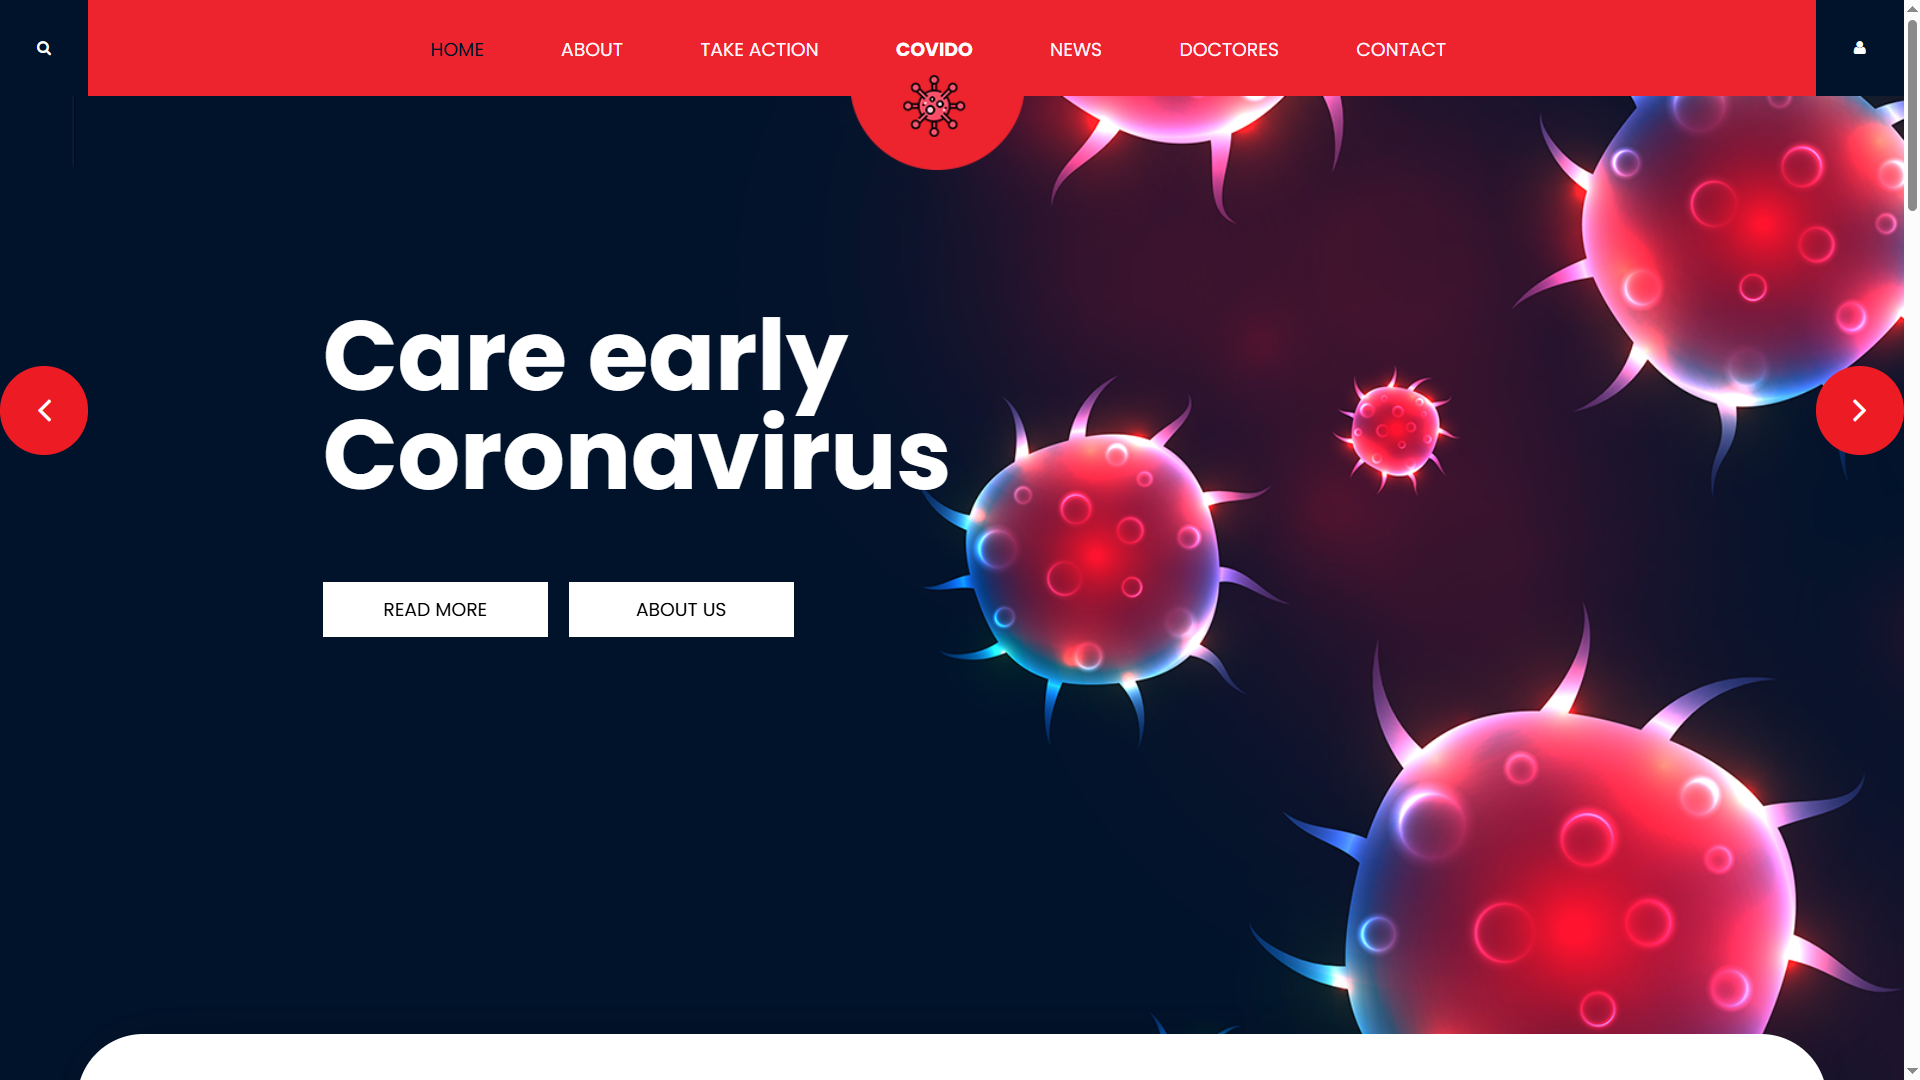 HOME ABOUT TAKE ACTION COVIDO NEWS DOCTORES CONTACT
Care early
Coronavirus
READ MORE ABOUT US